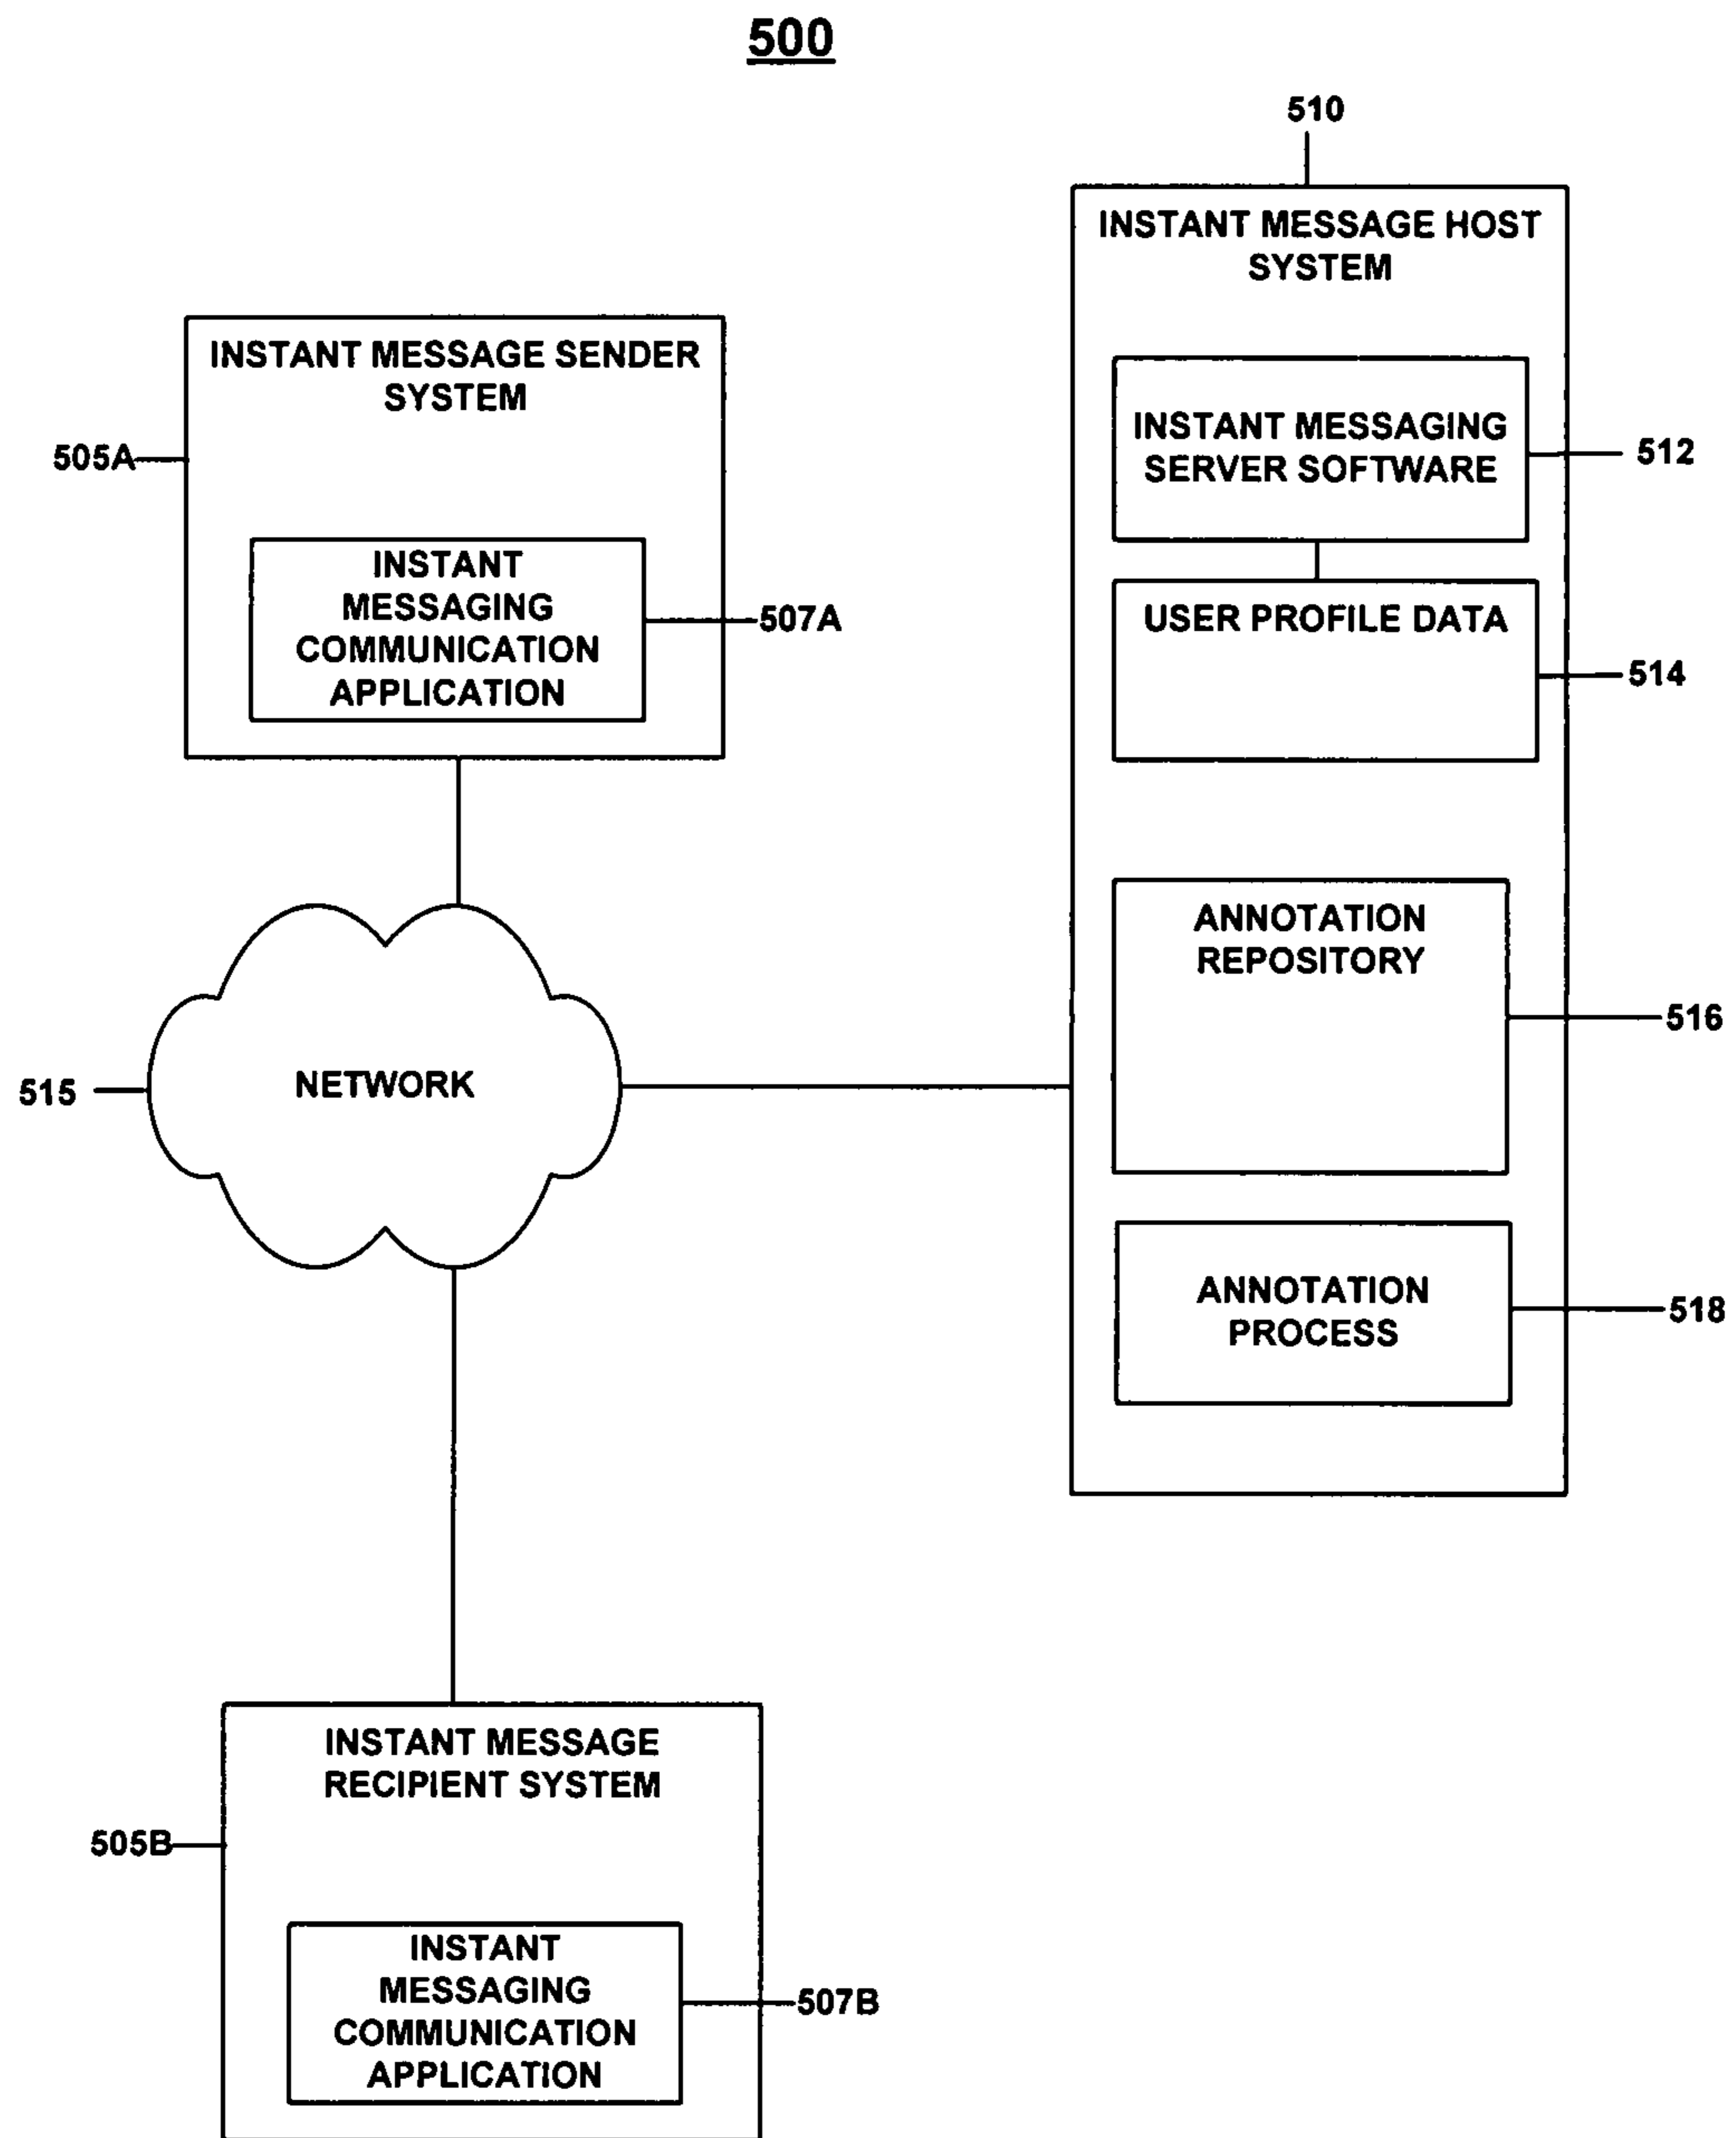 500
510
INSTANT MESSAGE HOST
SYSTEM
INSTANT MESSAGE SENDER
SYSTEM
505A
INSTANT
MESSAGING
COMMUNICATION
APPLICATION
507A
INSTANT MESSAGING
SERVER SOFTWARE
512
USER PROFILE DATA
514
ANNOTATION
REPOSITORY
516
515
NETWORK
ANNOTATION
PROCESS
518
INSTANT MESSAGE
RECIPIENT SYSTEM
505B
INSTANT
MESSAGING
COMMUNICATION
APPLICATION
507B